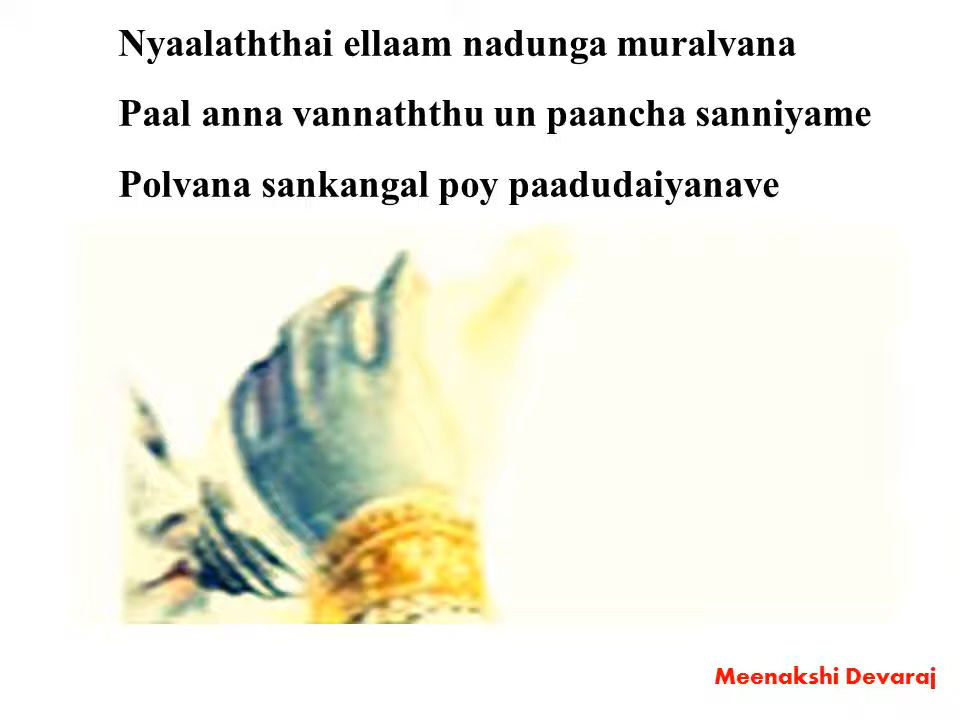 Nyaalaththai ellaam nadunga muralvana
Paal anna vannaththu un paancha sanniyame
Polvana sankangal poy paadudaiyanave
Meenakshi Devaraj